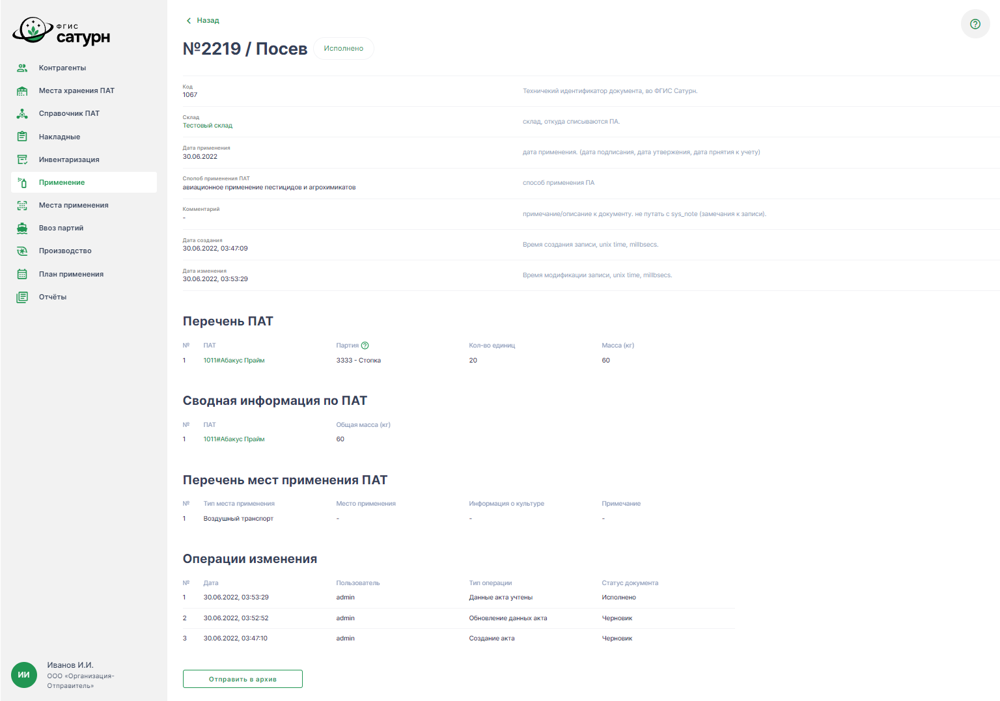 ФГИС
сатурн
Контрагенты
Места хранения ПАТ
Справочник ПАТ
Накладные
Инвентаризация
Применение
Места применения
Ввоз партий
Производство
План применения
Отчёты
ИИ
Иванов И.И.
ООО «Организация-
Отправитель»
Назад
№2219 / Посев
Исполнено
Код
1067
Техничекий идентификатор документа, во ФГИС Сатурн.
Склад
Тестовый склад
склад, откуда списываются ПА.
Дата применения
30.06.2022
дата применения. (дата подписания, дата утвержения, дата прнятия к учету)
Спопоб применения ПАТ
авиационное применение пестицидов и агрохимикатов
способ применения ПА
Комментарий
-
примечание/описание к документу. не путать с sys_note (замечания к записи).
Дата создания
30.06.2022, 03:47:09
Время создания записи, unix time, millbsecs.
Дата изменения
30.06.2022, 03:53:29
Время модификации записи, unix time, millbsecs.
Перечень ПАТ
№ ПАТ Партия Кол-во единиц Масса (кг)
1 1011#Абакус Прайм 3333 - Стопка 20 60
Сводная информация по ПАТ
№ ПАТ Общая масса (кг)
1 1011#Абакус Прайм 60
Перечень мест применения ПАТ
№ Тип места применения Место применения Информация о культуре Примечание
1 Воздушный транспорт - - -
Операции изменения
№ Дата Пользователь Тип операции Статус документа
1 30.06.2022, 03:53:29 admin Данные акта учтены Исполнено
2 30.06.2022, 03:52:52 admin Обновление данных акта Черновик
3 30.06.2022, 03:47:10 admin Создание акта Черновик
Отправить в архив